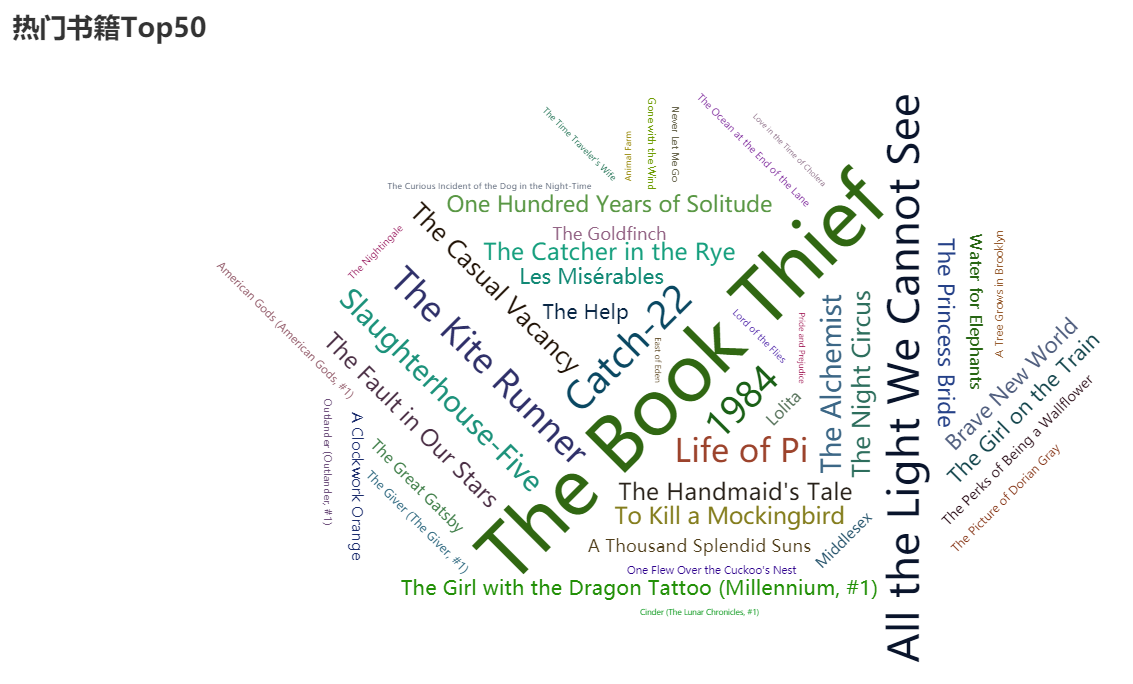 热门书籍Top50
The Time Traveler's Wife
Animal Farm
Gone with the Wind
Never Let Me Go
The Ocean at the End of the Lane
Love in the Time of Cholera
The Curious Incident of the Dog in the Night-Time
One Hundred Years of Solitude
The Goldfinch
The Catcher in the Rye
Les Misérables
The Help
The Nightingale
The Casual Vacancy
The Kite Runner
Catch-22
The Book Thief
All the Light We Cannot See
American Gods (American Gods, #1)
Slaughterhouse-Five
The Fault in Our Stars
East of Eden
Lord of the Flies
Pride and Prejudice
1984
Lolita
The Alchemist
The Night Circus
The Princess Bride
Water for Elephants
A Tree Grows in Brooklyn
Brave New World
The Girl on the Train
The Perks of Being a Wallflower
The Picture of Dorian Gray
Life of Pi
Outlander (Outlander, #1)
A Clockwork Orange
The Great Gatsby
The Giver (The Giver, #1)
The Handmaid's Tale
To Kill a Mockingbird
A Thousand Splendid Suns
Middlesex
One Flew Over the Cuckoo's Nest
The Girl with the Dragon Tattoo (Millennium, #1)
Cinder (The Lunar Chronicles, #1)